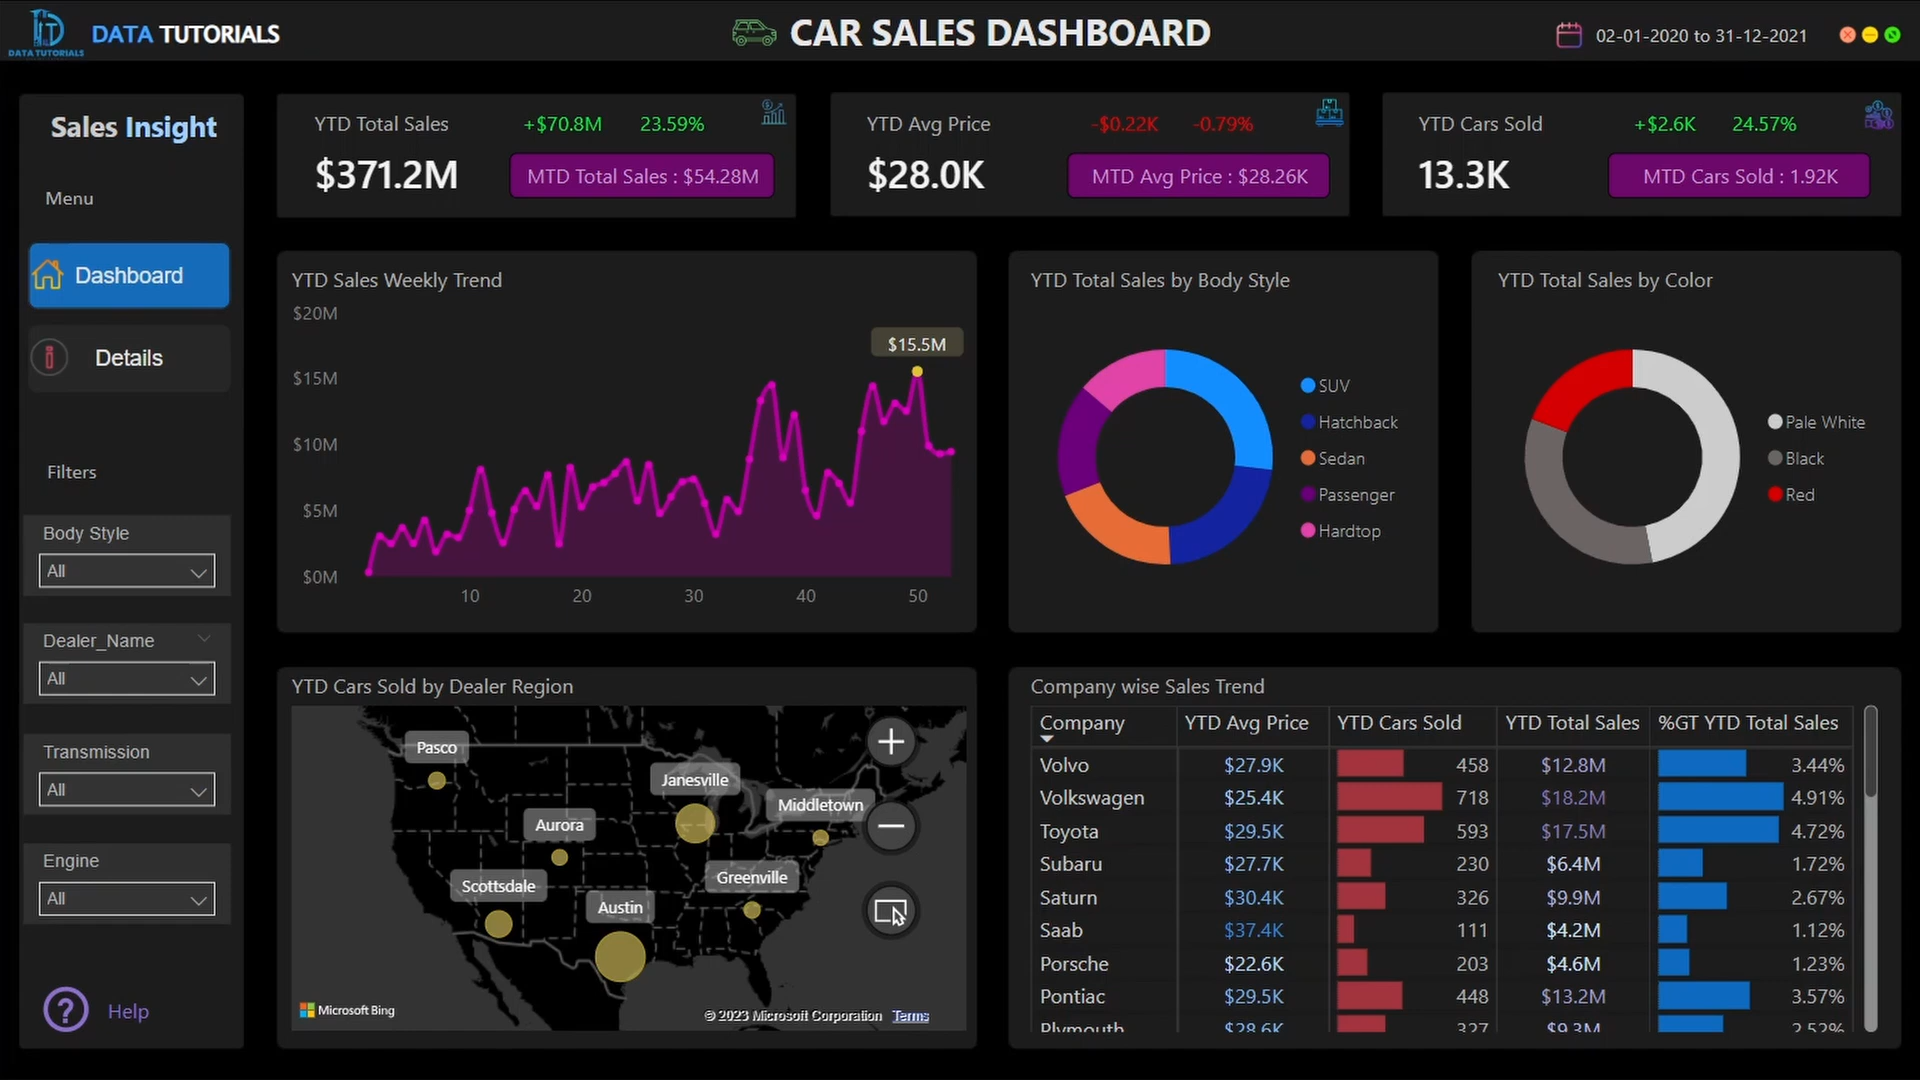 DATA TUTORIALS
DATA TUTORIALS
CAR SALES DASHBOARD
02-01-2020 to 31-12-2021
Sales Insight
Menu
Dashboard
Details
Filters
Body Style
All
Dealer_Name
All
Transmission
All
Engine
All
Help
YTD Total Sales
+$70.8M 23.59%
$371.2M
MTD Total Sales : $54.28M
YTD Avg Price
-$0.22K -0.79%
$28.0K
MTD Avg Price : $28.26K
YTD Cars Sold
+$2.6K 24.57%
13.3K
MTD Cars Sold : 1.92K
YTD Sales Weekly Trend
$20M
$15M
$10M
$5M
$0M
$15.5M
10 20 30 40 50
YTD Total Sales by Body Style
SUV
Hatchback
Sedan
Passenger
Hardtop
YTD Total Sales by Color
Pale White
Black
Red
YTD Cars Sold by Dealer Region
Pasco
Janesville
Middletown
Aurora
Greenville
Scottsdale
Austin
Microsoft Bing
© 2023 Microsoft Corporation Terms
Company wise Sales Trend
Company YTD Avg Price YTD Cars Sold YTD Total Sales %GT YTD Total Sales
Volvo $27.9K 458 $12.8M 3.44%
Volkswagen $25.4K 718 $18.2M 4.91%
Toyota $29.5K 593 $17.5M 4.72%
Subaru $27.7K 230 $6.4M 1.72%
Saturn $30.4K 326 $9.9M 2.67%
Saab $37.4K 111 $4.2M 1.12%
Porsche $22.6K 203 $4.6M 1.23%
Pontiac $29.5K 448 $13.2M 3.57%
Plymouth $28.6K 327 $9.3M 2.52%